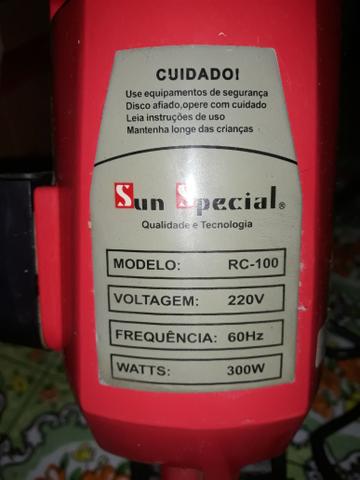 CUIDADO!
Use equipamentos de segurança
Disco afiado,opere com cuidado
Leia instruções de uso
Mantenha longe das crianças
Sun Special®
Qualidade e Tecnologia
MODELO: RC-100
VOLTAGEM: 220V
FREQUÊNCIA: 60Hz
WATTS: 300W